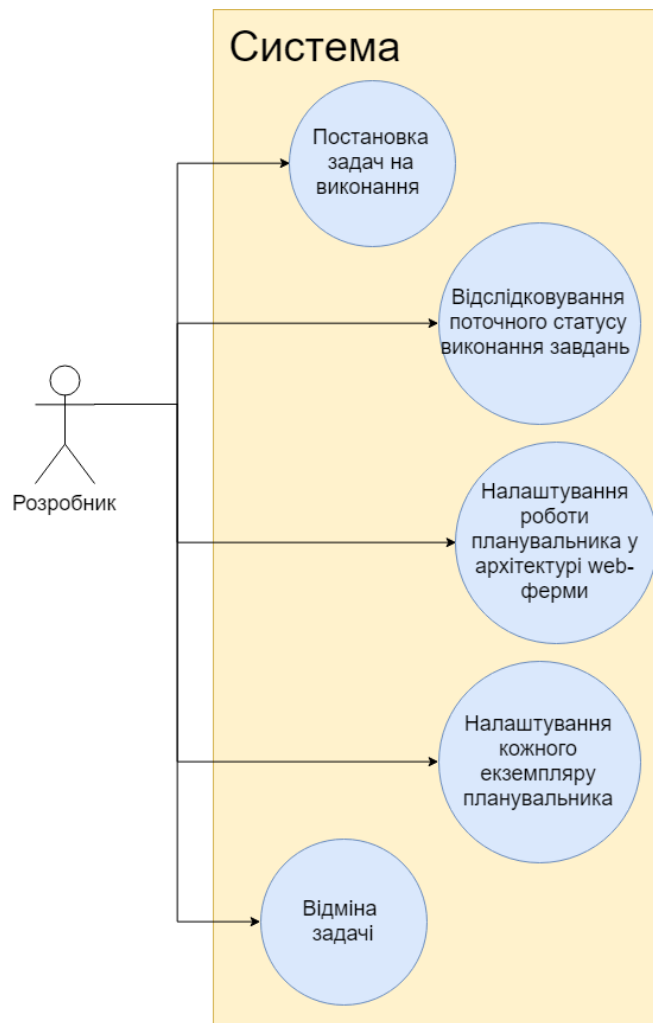 Система
Постановка
задач на
виконання
Відслідковування
поточного статусу
виконання завдань
Розробник
Налаштування
роботи
планувальника у
архітектурі web-
ферми
Налаштування
кожного
екземпляру
планувальника
Відміна
задачі